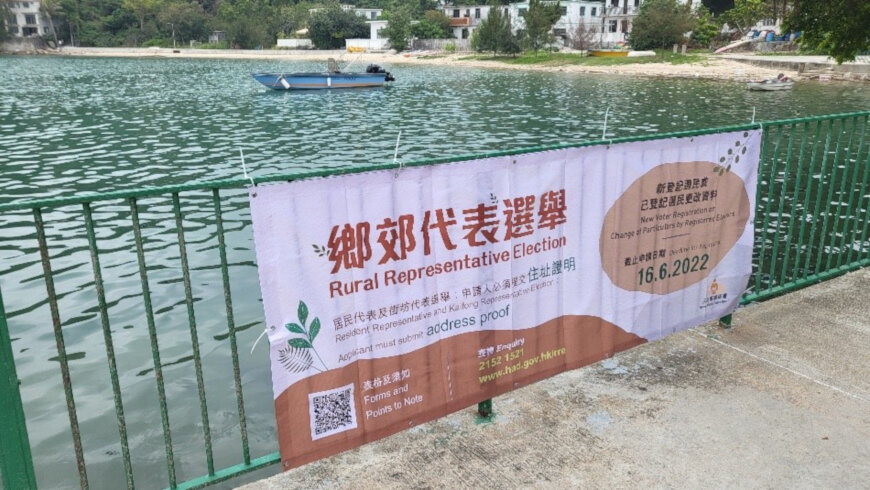 鄉郊代表選舉
Rural Representative Election
居民代表及街坊代表選舉：申請人必須提交住址證明
Resident Representative and Kaifong Representative Election:
Applicant must submit address proof
表格及須知
Forms and
Points to Note
查詢 Enquiry
2152 1521
www.had.gov.hk/rre
新登記選民或
已登記選民更改資料
New Voter Registration or
Change of Particulars by Registered Electors
截止申請日期 Deadline for Application
16.6.2022